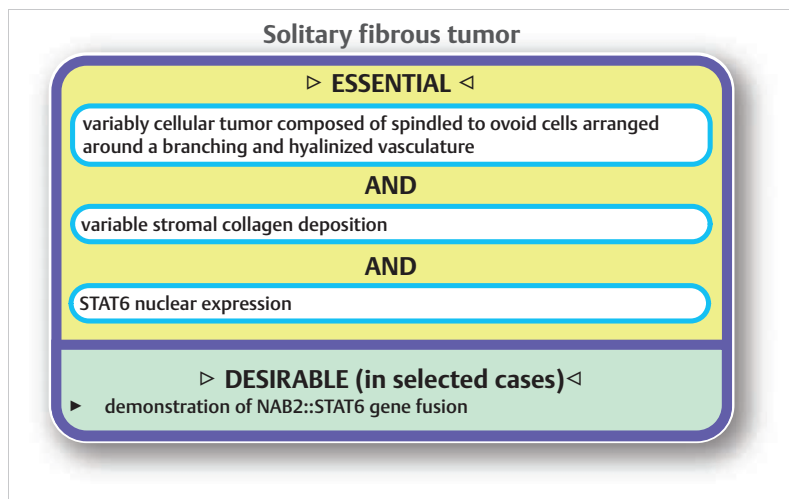 Solitary fibrous tumor
▷ ESSENTIAL ◁
variably cellular tumor composed of spindled to ovoid cells arranged
around a branching and hyalinized vasculature
AND
variable stromal collagen deposition
AND
STAT6 nuclear expression
▷ DESIRABLE (in selected cases)◁
► demonstration of NAB2::STAT6 gene fusion